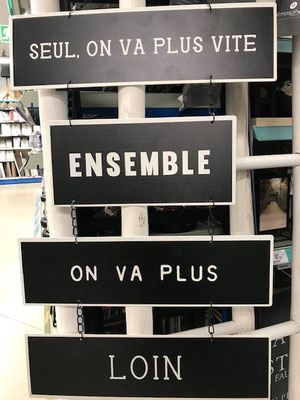 SEUL, ON VA PLUS VITE
ENSEMBLE
ON VA PLUS
LOIN